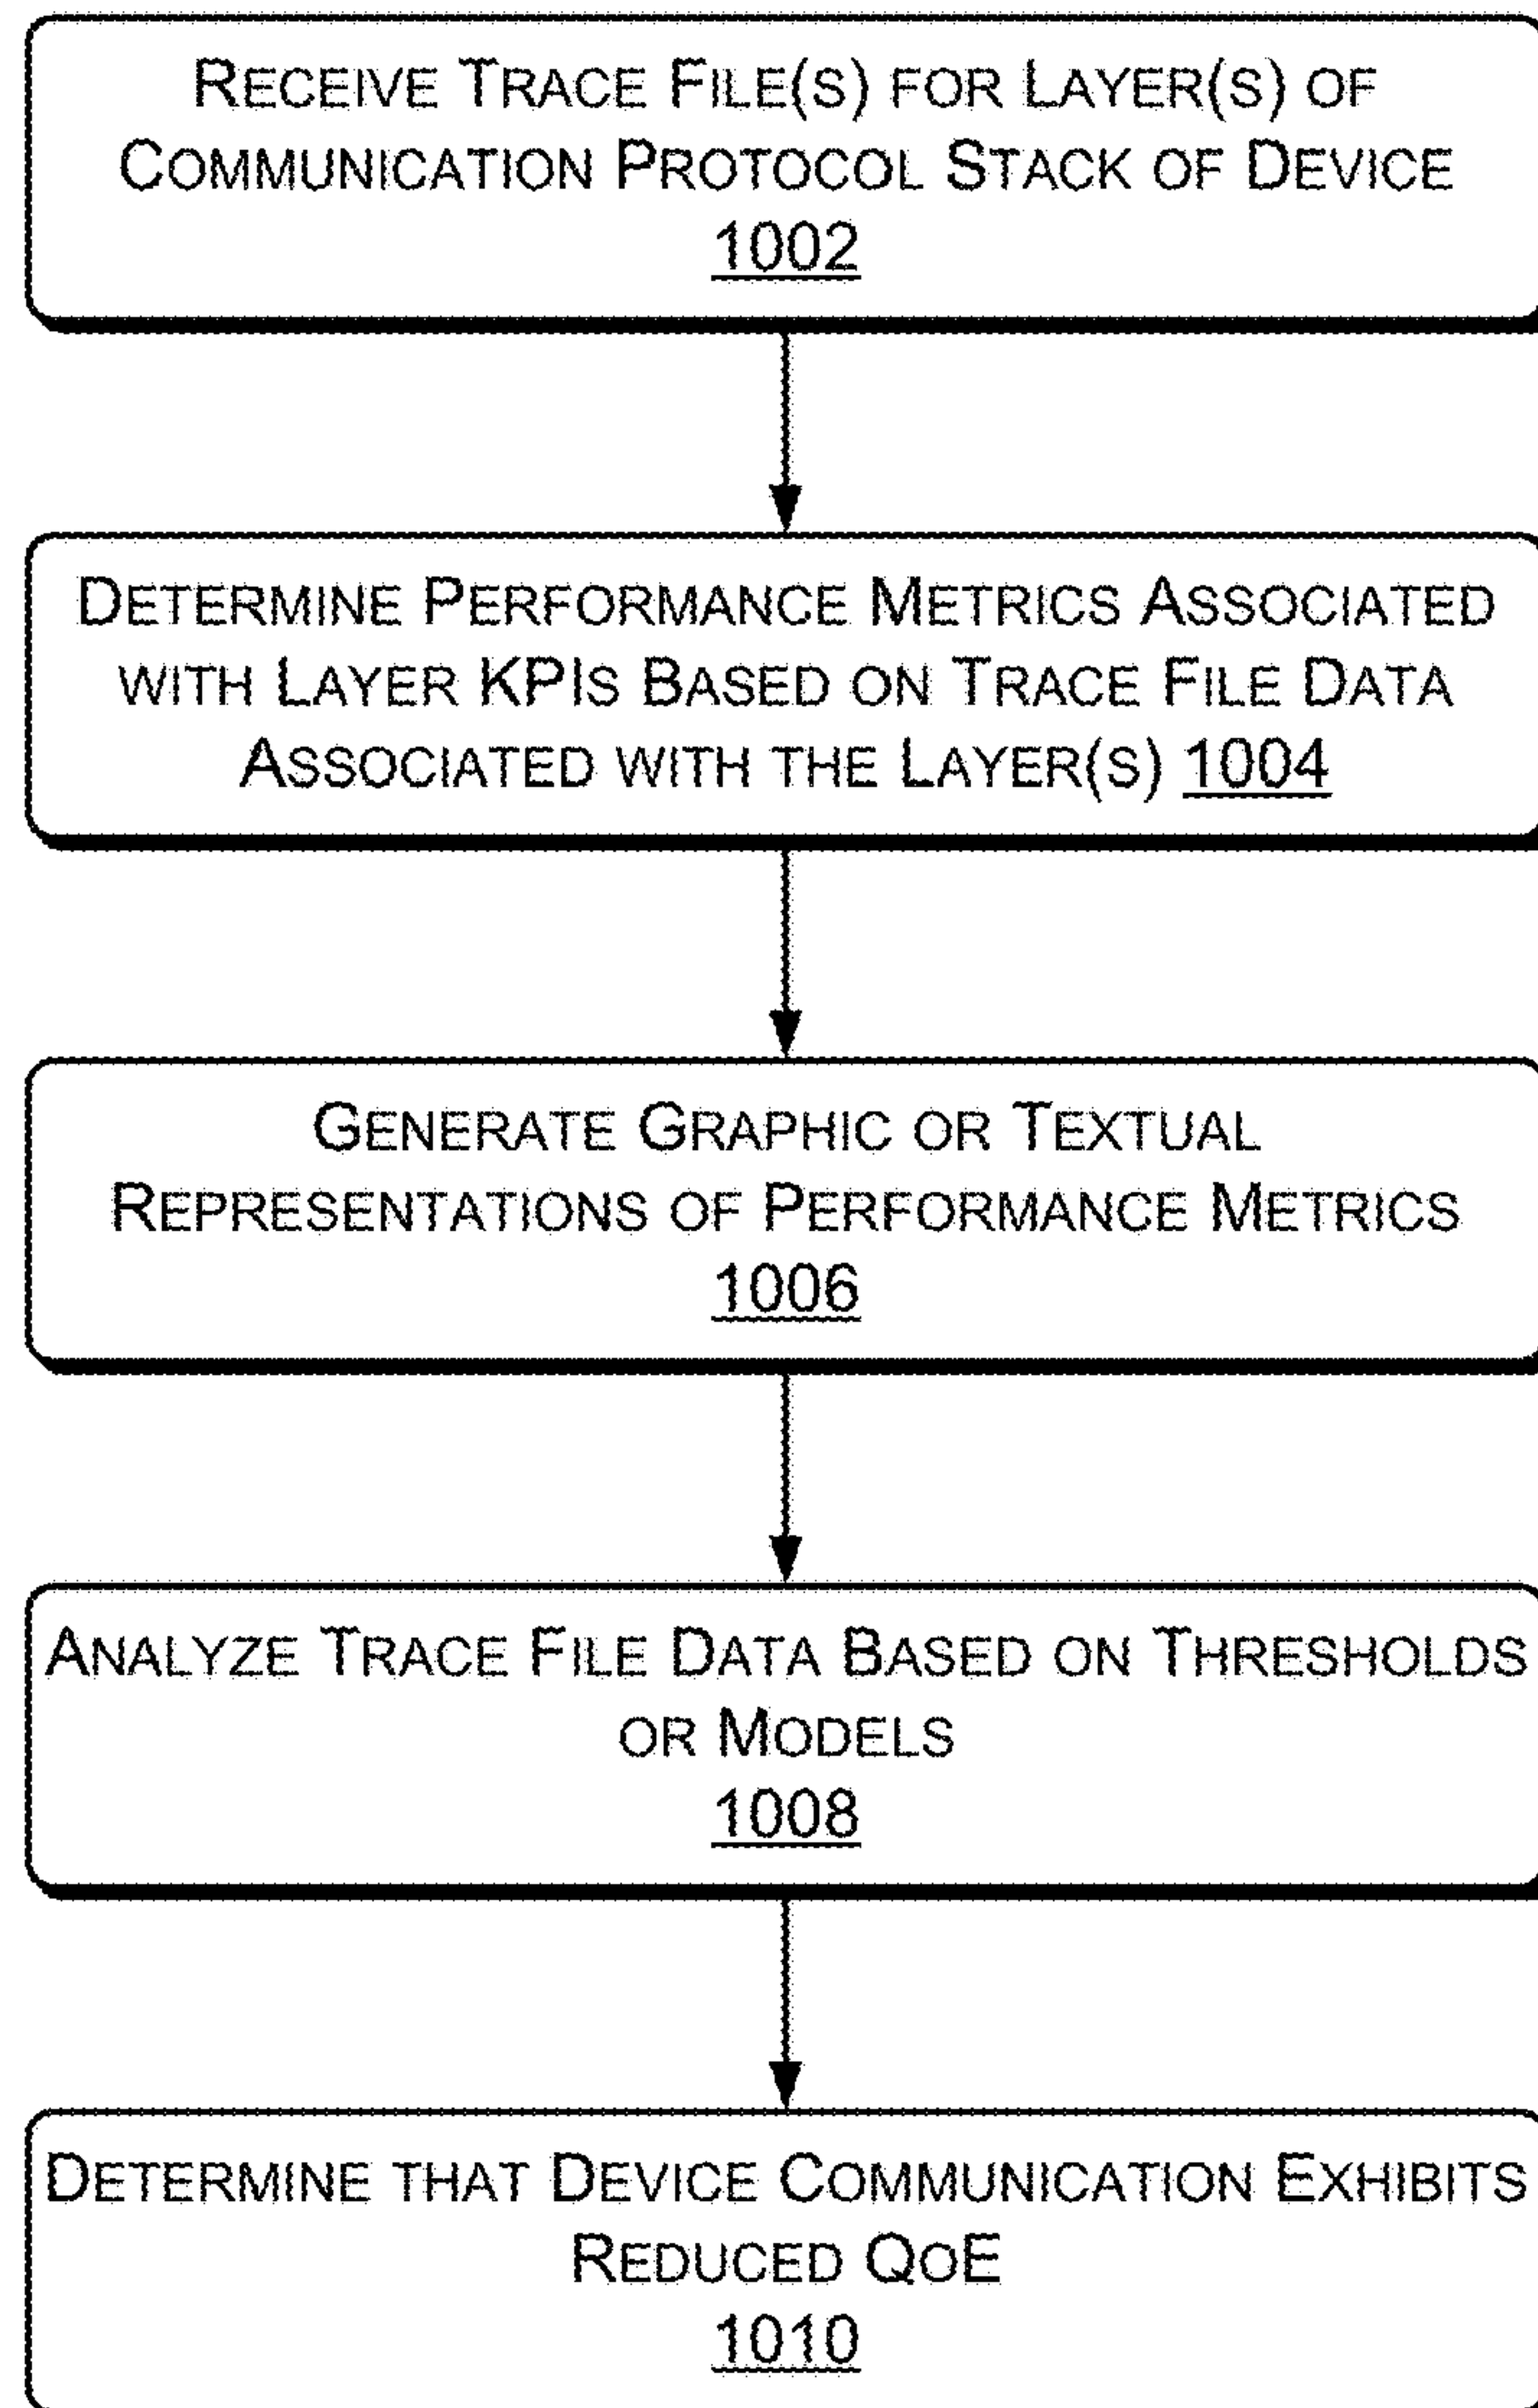 RECEIVE TRACE FILE(S) FOR LAYER(S) OF
COMMUNICATION PROTOCOL STACK OF DEVICE
1002
DETERMINE PERFORMANCE METRICS ASSOCIATED
WITH LAYER KPIS BASED ON TRACE FILE DATA
ASSOCIATED WITH THE LAYER(S) 1004
GENERATE GRAPHIC OR TEXTUAL
REPRESENTATIONS OF PERFORMANCE METRICS
1006
ANALYZE TRACE FILE DATA BASED ON THRESHOLDS
OR MODELS
1008
DETERMINE THAT DEVICE COMMUNICATION EXHIBITS
REDUCED QOE
1010